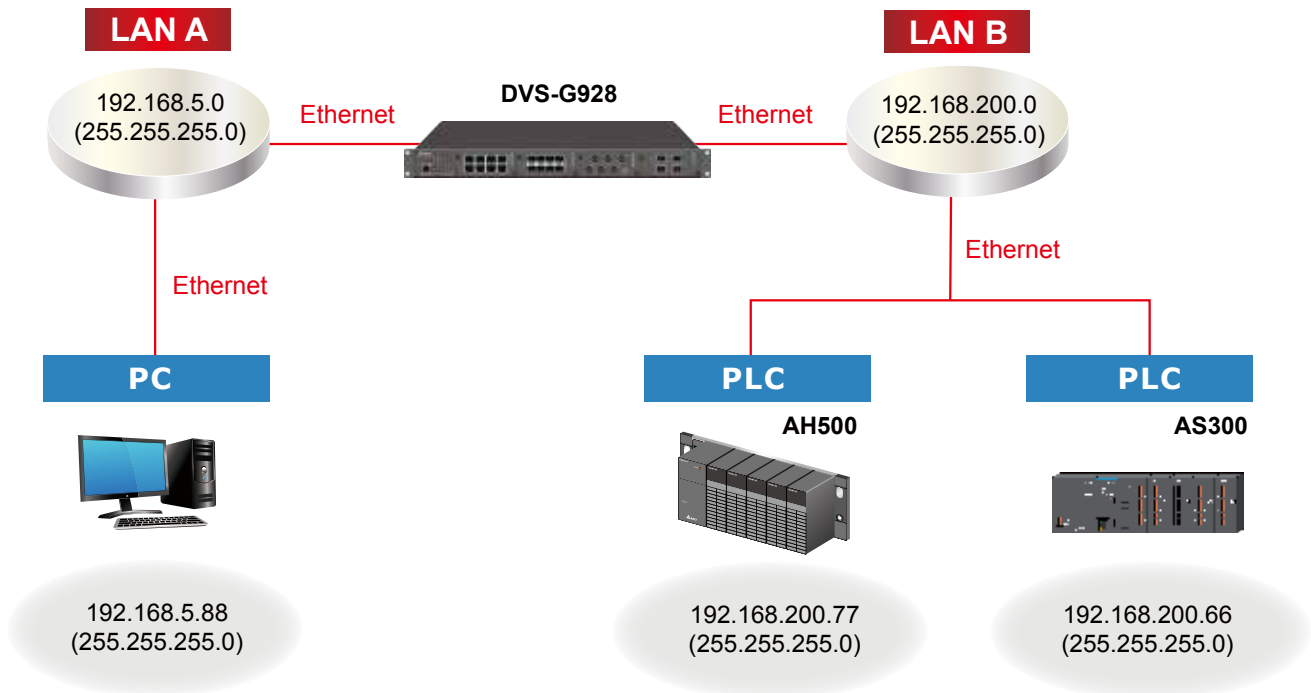 LAN A
LAN B
192.168.5.0
(255.255.255.0)
Ethernet
DVS-G928
Ethernet
192.168.200.0
(255.255.255.0)
Ethernet
Ethernet
PC
PLC
PLC
AH500
AS300
192.168.5.88
(255.255.255.0)
192.168.200.77
(255.255.255.0)
192.168.200.66
(255.255.255.0)